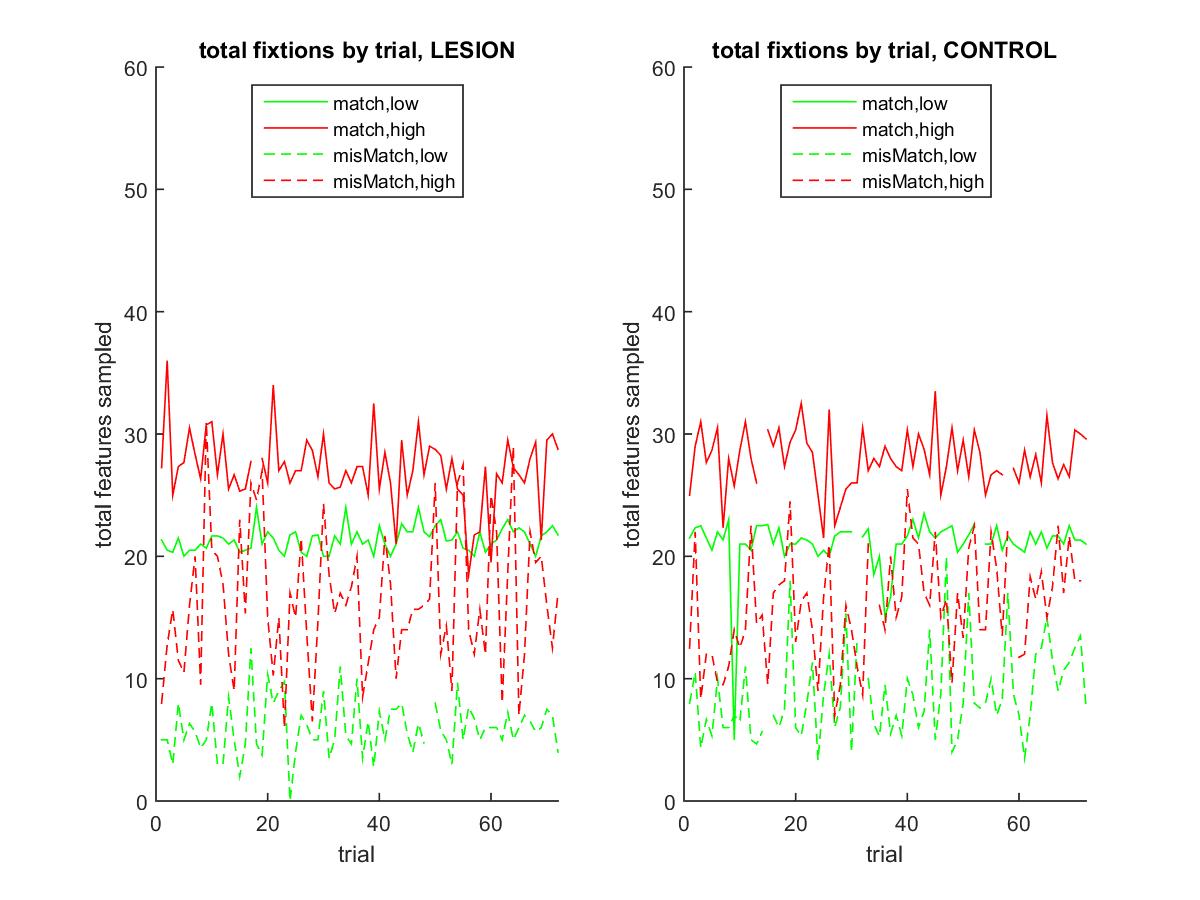 total fixtions by trial, LESION
60
50
40
30
20
10
0
0 20 40 60
total features sampled
trial
match,low
match,high
misMatch,low
misMatch,high
total fixtions by trial, CONTROL
60
50
40
30
20
10
0
0 20 40 60
total features sampled
trial
match,low
match,high
misMatch,low
misMatch,high